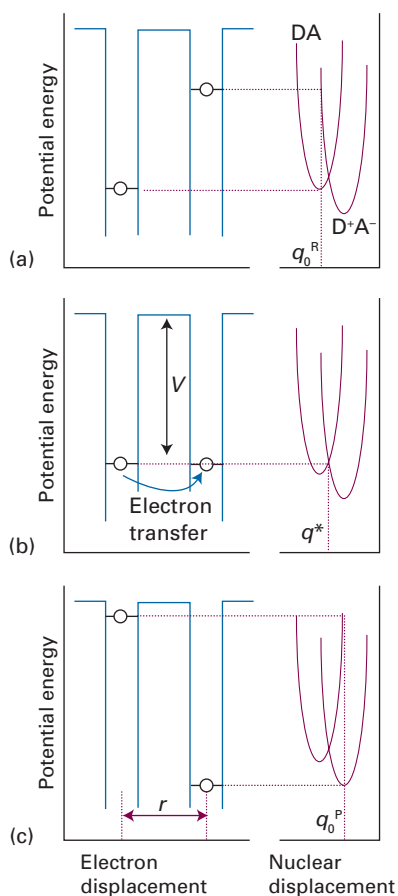 Potential energy
DA
D⁺A⁻
q₀ᴿ
(a)
Potential energy
V
Electron
transfer
q*
(b)
Potential energy
r
q₀ᴾ
(c)
Electron
displacement
Nuclear
displacement